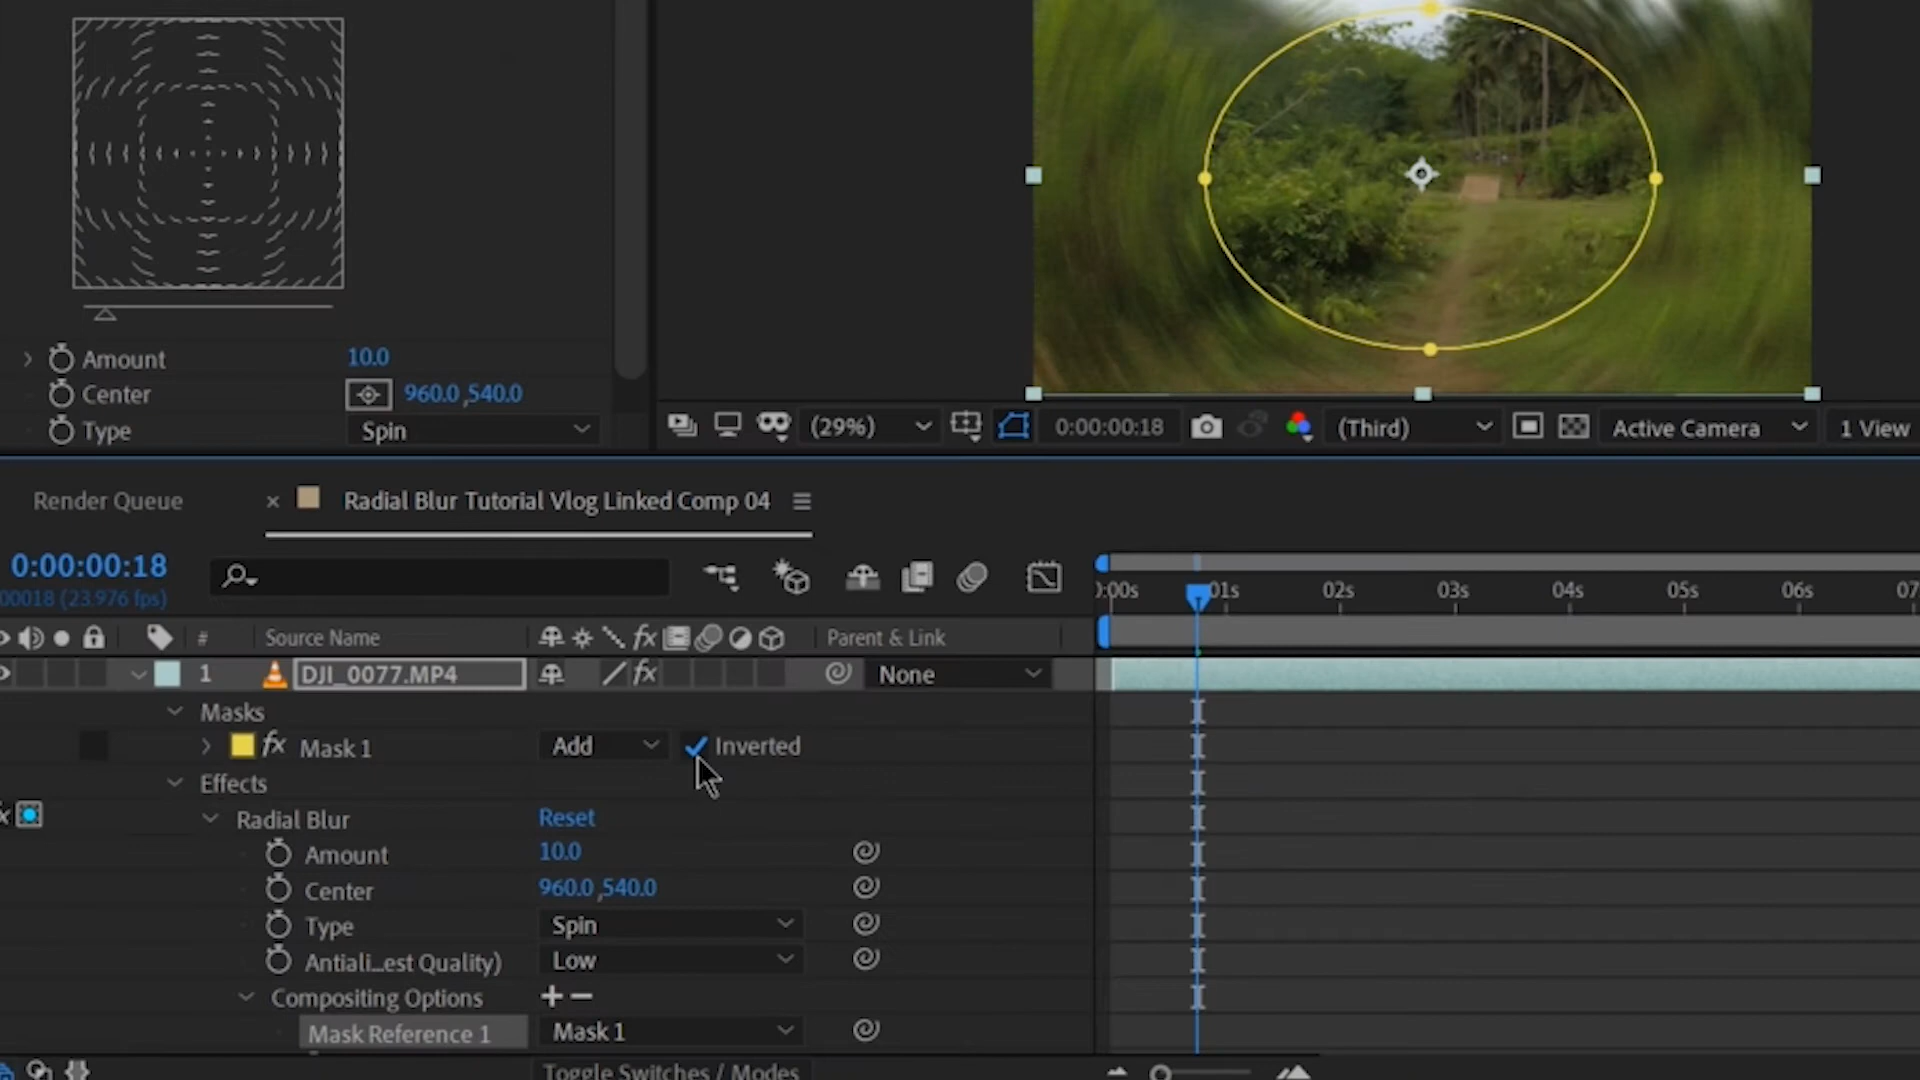 Amount 10.0
Center 960.0 ,540.0
Type Spin
(29%) 0:00:00:18 (Third) Active Camera 1 View
Render Queue × Radial Blur Tutorial Vlog Linked Comp 04
0:00:00:18
00018 (23.976 fps)
0:00s 01s 02s 03s 04s 05s 06s 07
# Source Name fx Parent & Link
1 DJI_0077.MP4 fx None
Masks
fx Mask 1 Add Inverted
Effects
Radial Blur Reset
Amount 10.0
Center 960.0 ,540.0
Type Spin
Antiali...est Quality) Low
Compositing Options + −
Mask Reference 1 Mask 1
Toggle Switches / Modes